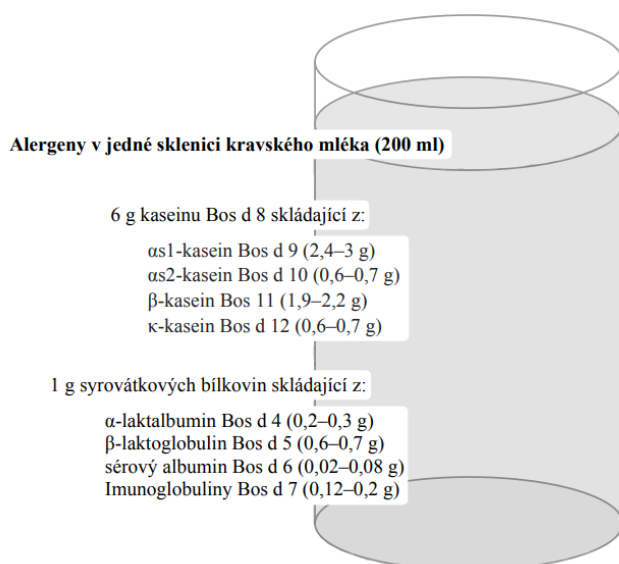 Alergeny v jedné sklenici kravského mléka (200 ml)
6 g kaseinu Bos d 8 skládající z:
αs1-kasein Bos d 9 (2,4–3 g)
αs2-kasein Bos d 10 (0,6–0,7 g)
β-kasein Bos 11 (1,9–2,2 g)
κ-kasein Bos d 12 (0,6–0,7 g)
1 g syrovátkových bílkovin skládající z:
α-laktalbumin Bos d 4 (0,2–0,3 g)
β-laktoglobulin Bos d 5 (0,6–0,7 g)
sérový albumin Bos d 6 (0,02–0,08 g)
Imunoglobuliny Bos d 7 (0,12–0,2 g)